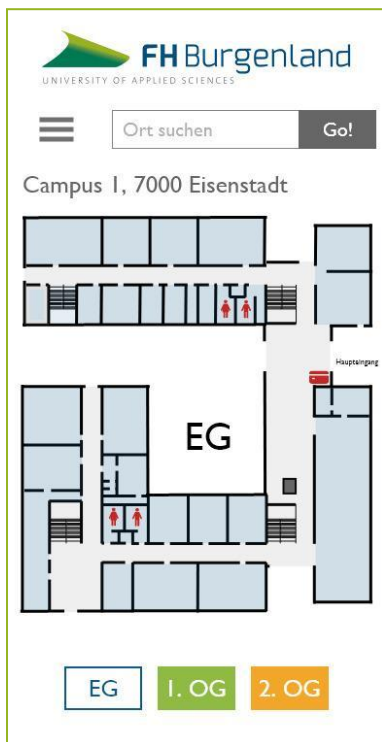 FH Burgenland
UNIVERSITY OF APPLIED SCIENCES
Ort suchen Go!
Campus 1, 7000 Eisenstadt
Haupteingang
EG
EG 1. OG 2. OG